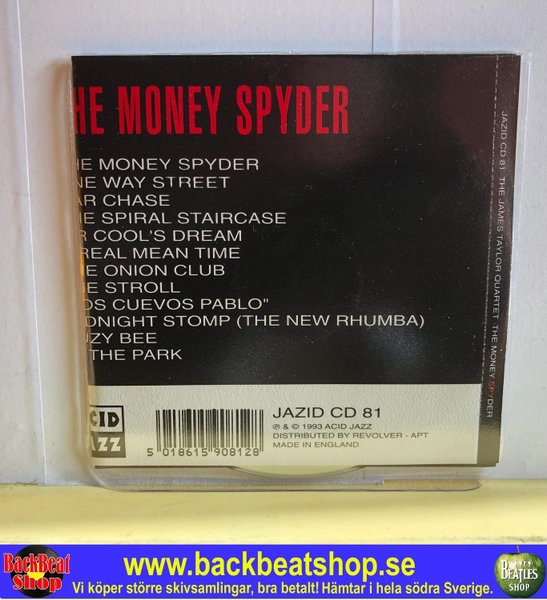 HE MONEY SPYDER
HE MONEY SPYDER
NE WAY STREET
AR CHASE
HE SPIRAL STAIRCASE
R COOL'S DREAM
REAL MEAN TIME
E ONION CLUB
E STROLL
OS CUEVOS PABLO"
DNIGHT STOMP (THE NEW RHUMBA)
UZY BEE
THE PARK
CID
JAZZ
JAZID CD 81
℗ & © 1993 ACID JAZZ
DISTRIBUTED BY REVOLVER - APT
MADE IN ENGLAND
5 018615 908128
JAZID CD 81 THE JAMES TAYLOR QUARTET THE MONEY SPYDER
BackBeat
Shop
www.backbeatshop.se
Vi köper större skivsamlingar, bra betalt! Hämtar i hela södra Sverige.
BEATLES
SHOP